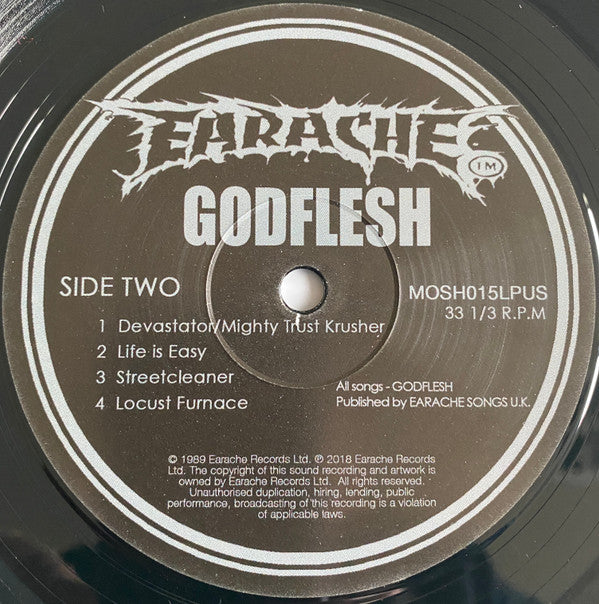 EARACHE
TM
GODFLESH
SIDE TWO
MOSH015LPUS
33 1/3 R.P.M
1 Devastator/Mighty Trust Krusher
2 Life is Easy
3 Streetcleaner
4 Locust Furnace
All songs - GODFLESH
Published by EARACHE SONGS U.K.
© 1989 Earache Records Ltd. ℗ 2018 Earache Records
Ltd. The copyright of this sound recording and artwork is
owned by Earache Records Ltd. All rights reserved.
Unauthorised duplication, hiring, lending, public
performance, broadcasting of this recording is a violation
of applicable laws.